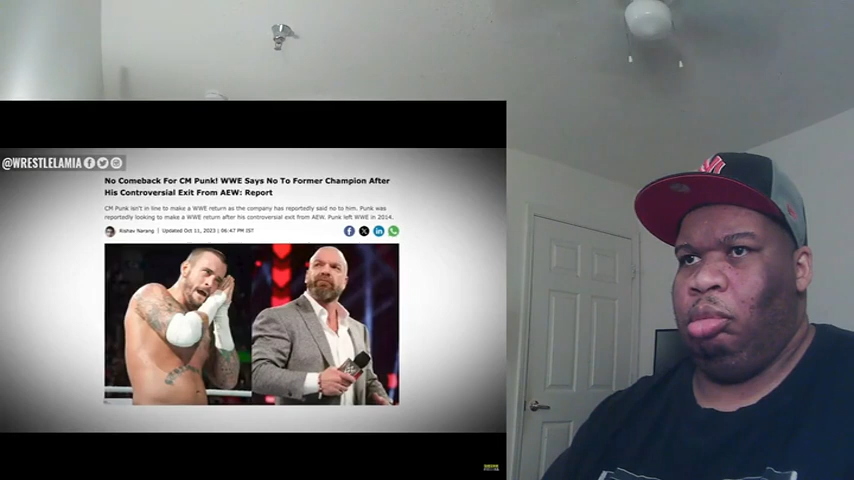 @WRESTLELAMIA
No Comeback For CM Punk! WWE Says No To Former Champion After
His Controversial Exit From AEW: Report
CM Punk isn't in line to make a WWE return as the company has reportedly said no to him. Punk was
reportedly looking to make a WWE return after his controversial exit from AEW. Punk left WWE in 2014.
Rishav Narang | Updated Oct 11, 2023 | 06:47 PM IST